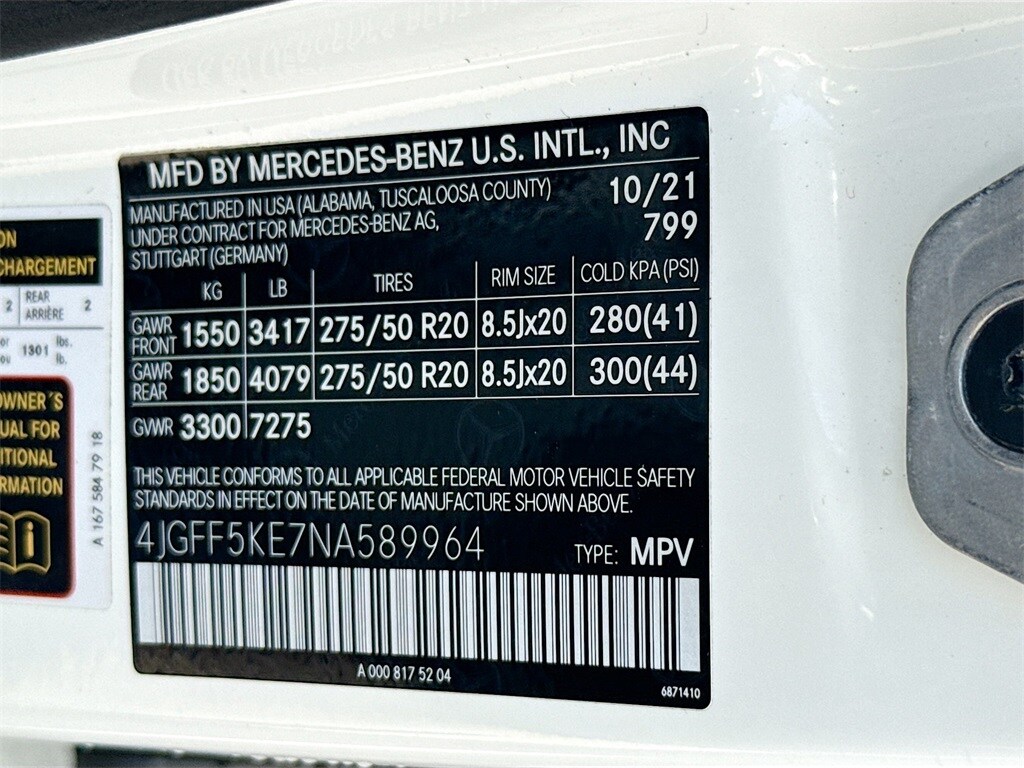 MFD BY MERCEDES-BENZ U.S. INTL., INC
MANUFACTURED IN USA (ALABAMA, TUSCALOOSA COUNTY) 10/21
UNDER CONTRACT FOR MERCEDES-BENZ AG, 799
STUTTGART (GERMANY)
KG LB TIRES RIM SIZE COLD KPA (PSI)
GAWR FRONT 1550 3417 275/50 R20 8.5Jx20 280(41)
GAWR REAR 1850 4079 275/50 R20 8.5Jx20 300(44)
GVWR 3300 7275
THIS VEHICLE CONFORMS TO ALL APPLICABLE FEDERAL MOTOR VEHICLE SAFETY
STANDARDS IN EFFECT ON THE DATE OF MANUFACTURE SHOWN ABOVE.
4JGFF5KE7NA589964 TYPE: MPV
A 000 817 52 04
6871410
ON
CHARGEMENT
2 REAR ARRIÈRE 2
1301 lbs. lb.
OWNER'S
UAL FOR
ITIONAL
RMATION
A 167 584 79 18